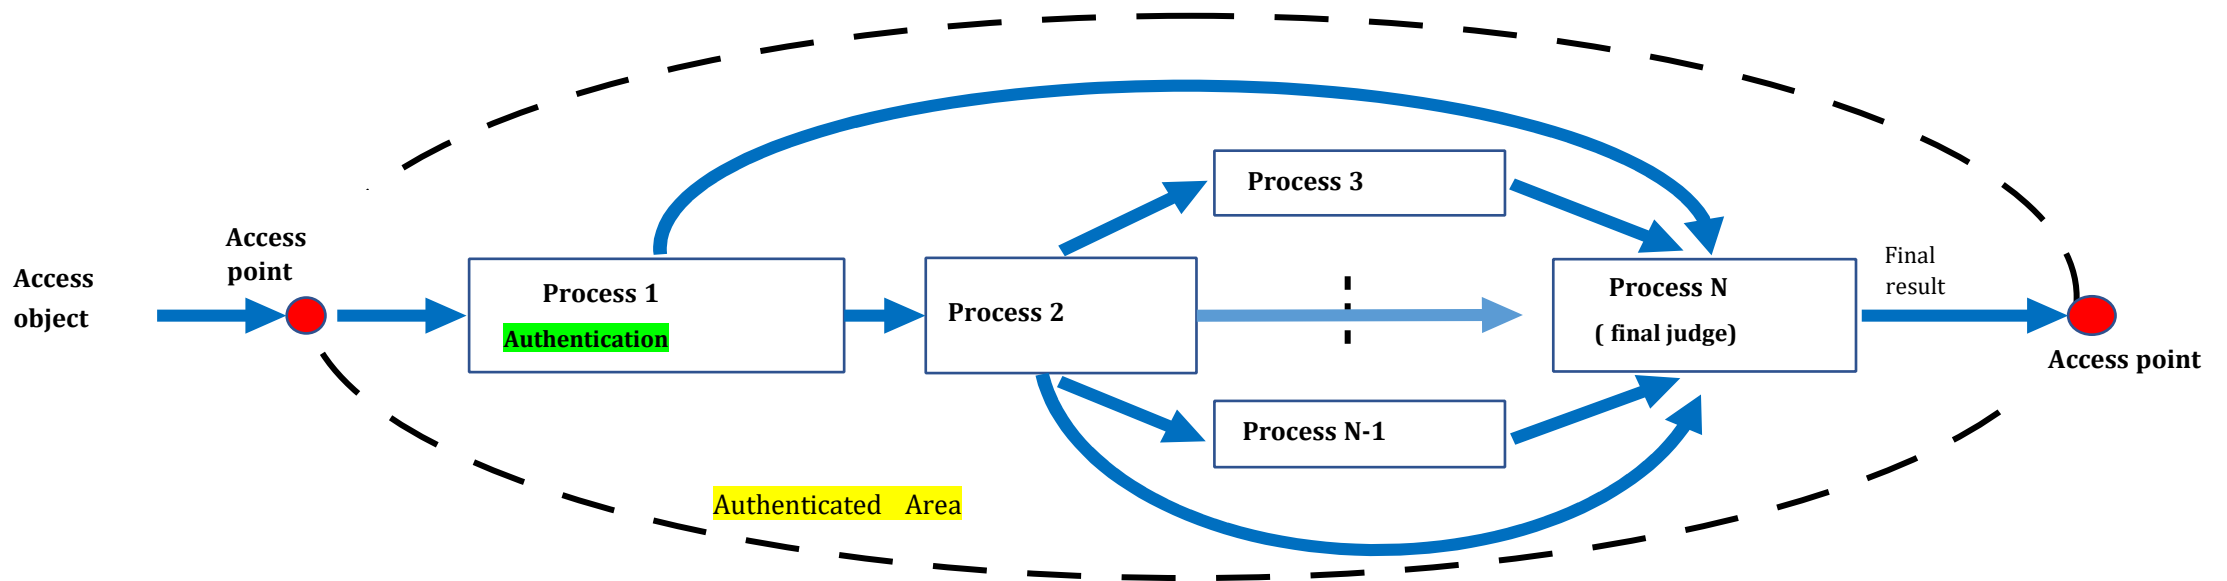 Access
object
Access
point
Process 1
Authentication
Process 2
Process 3
Process N-1
Process N
( final judge)
Final
result
Access point
Authenticated Area